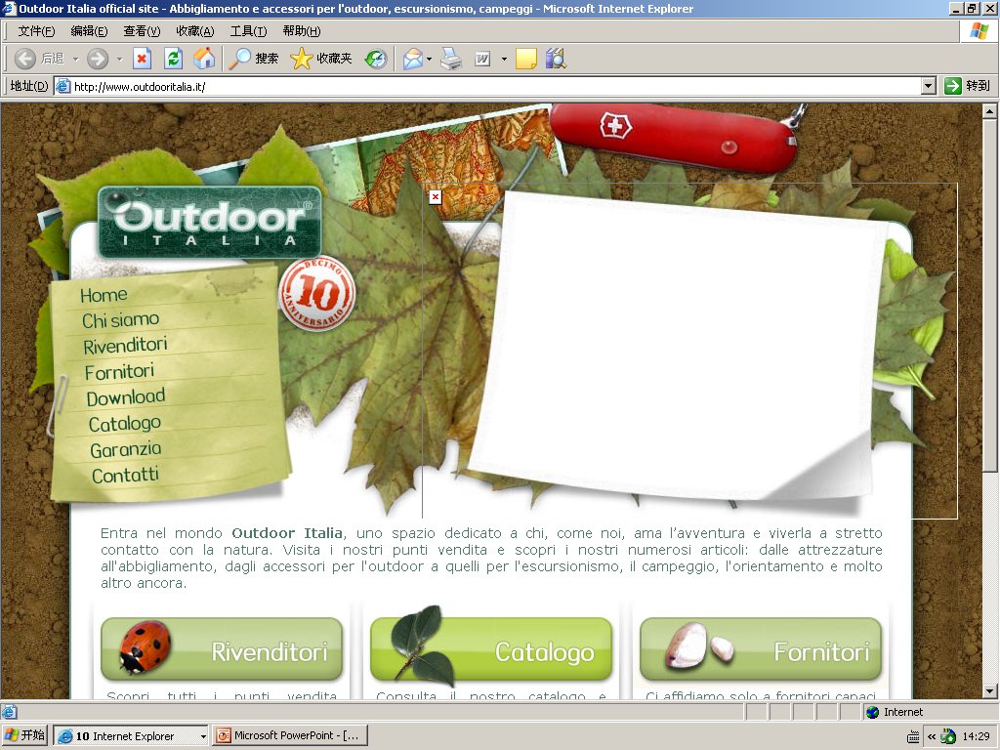 Outdoor Italia official site - Abbigliamento e accessori per l'outdoor, escursionismo, campeggi - Microsoft Internet Explorer
文件(F) 编辑(E) 查看(V) 收藏(A) 工具(T) 帮助(H)
后退 搜索 收藏夹
地址(D) http://www.outdooritalia.it/ 转到
Outdoor®
ITALIA
DECIMO
10
ANNIVERSARIO
Home
Chi siamo
Rivenditori
Fornitori
Download
Catalogo
Garanzia
Contatti
Entra nel mondo Outdoor Italia, uno spazio dedicato a chi, come noi, ama l’avventura e viverla a stretto
contatto con la natura. Visita i nostri punti vendita e scopri i nostri numerosi articoli: dalle attrezzature
all'abbigliamento, dagli accessori per l'outdoor a quelli per l'escursionismo, il campeggio, l'orientamento e molto
altro ancora.
Rivenditori Catalogo Fornitori
Scopri tutti i punti vendita Consulta il nostro catalogo e Ci affidiamo solo a fornitori capaci
Internet
开始 10 Internet Explorer Microsoft PowerPoint - [... « 14:29